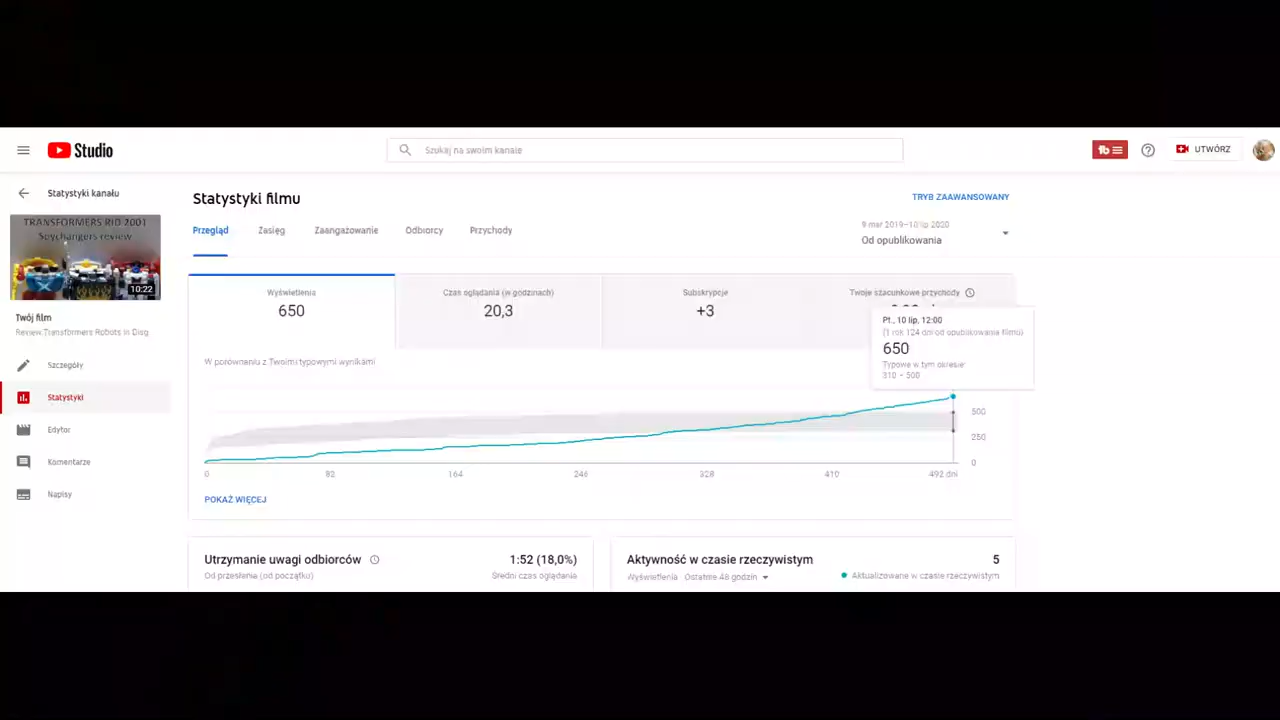 Studio
Szukaj na swoim kanale
UTWÓRZ
Statystyki kanału
TRANSFORMERS RID 2001
Spychangers review
10:22
Twój film
Review.Transformers Robots In Disg
Szczegóły
Statystyki
Edytor
Komentarze
Napisy
Statystyki filmu
TRYB ZAAWANSOWANY
Przegląd
Zasięg
Zaangażowanie
Odbiorcy
Przychody
9 mar 2019–10 lip 2020
Od opublikowania
Wyświetlenia
650
Czas oglądania (w godzinach)
20,3
Subskrypcje
+3
Twoje szacunkowe przychody
Pt., 10 lip, 12:00
(1 rok 124 dni od opublikowania filmu)
650
Typowe w tym okresie:
310 – 500
W porównaniu z Twoimi typowymi wynikami
500
250
0
0
82
164
246
328
410
492 dni
POKAŻ WIĘCEJ
Utrzymanie uwagi odbiorców
1:52 (18,0%)
Od przesłania (od początku)
Średni czas oglądania
Aktywność w czasie rzeczywistym
5
Wyświetlenia · Ostatnie 48 godzin
Aktualizowane w czasie rzeczywistym